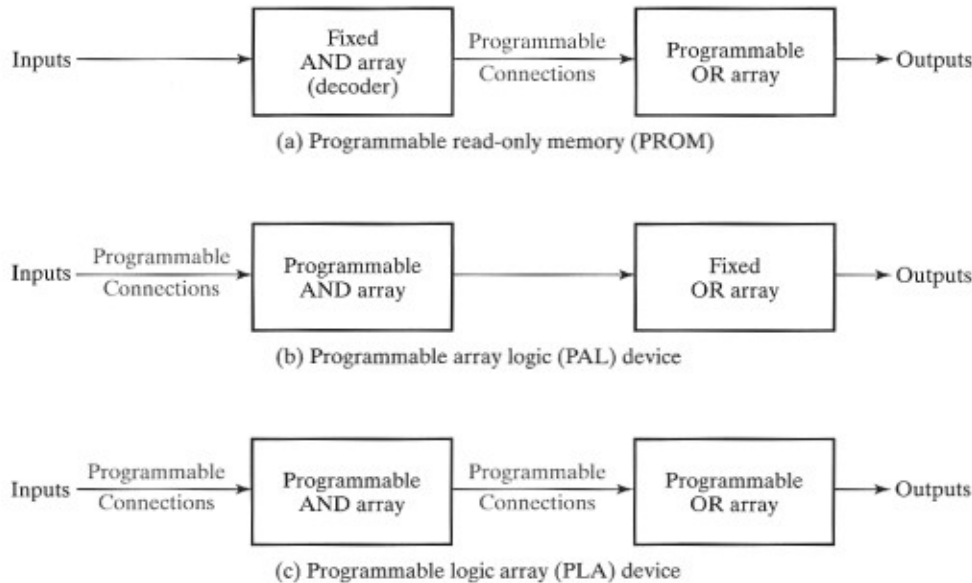 Inputs
Fixed
AND array
(decoder)
Programmable
Connections
Programmable
OR array
Outputs
(a) Programmable read-only memory (PROM)
Inputs
Programmable
Connections
Programmable
AND array
Fixed
OR array
Outputs
(b) Programmable array logic (PAL) device
Inputs
Programmable
Connections
Programmable
AND array
Programmable
Connections
Programmable
OR array
Outputs
(c) Programmable logic array (PLA) device